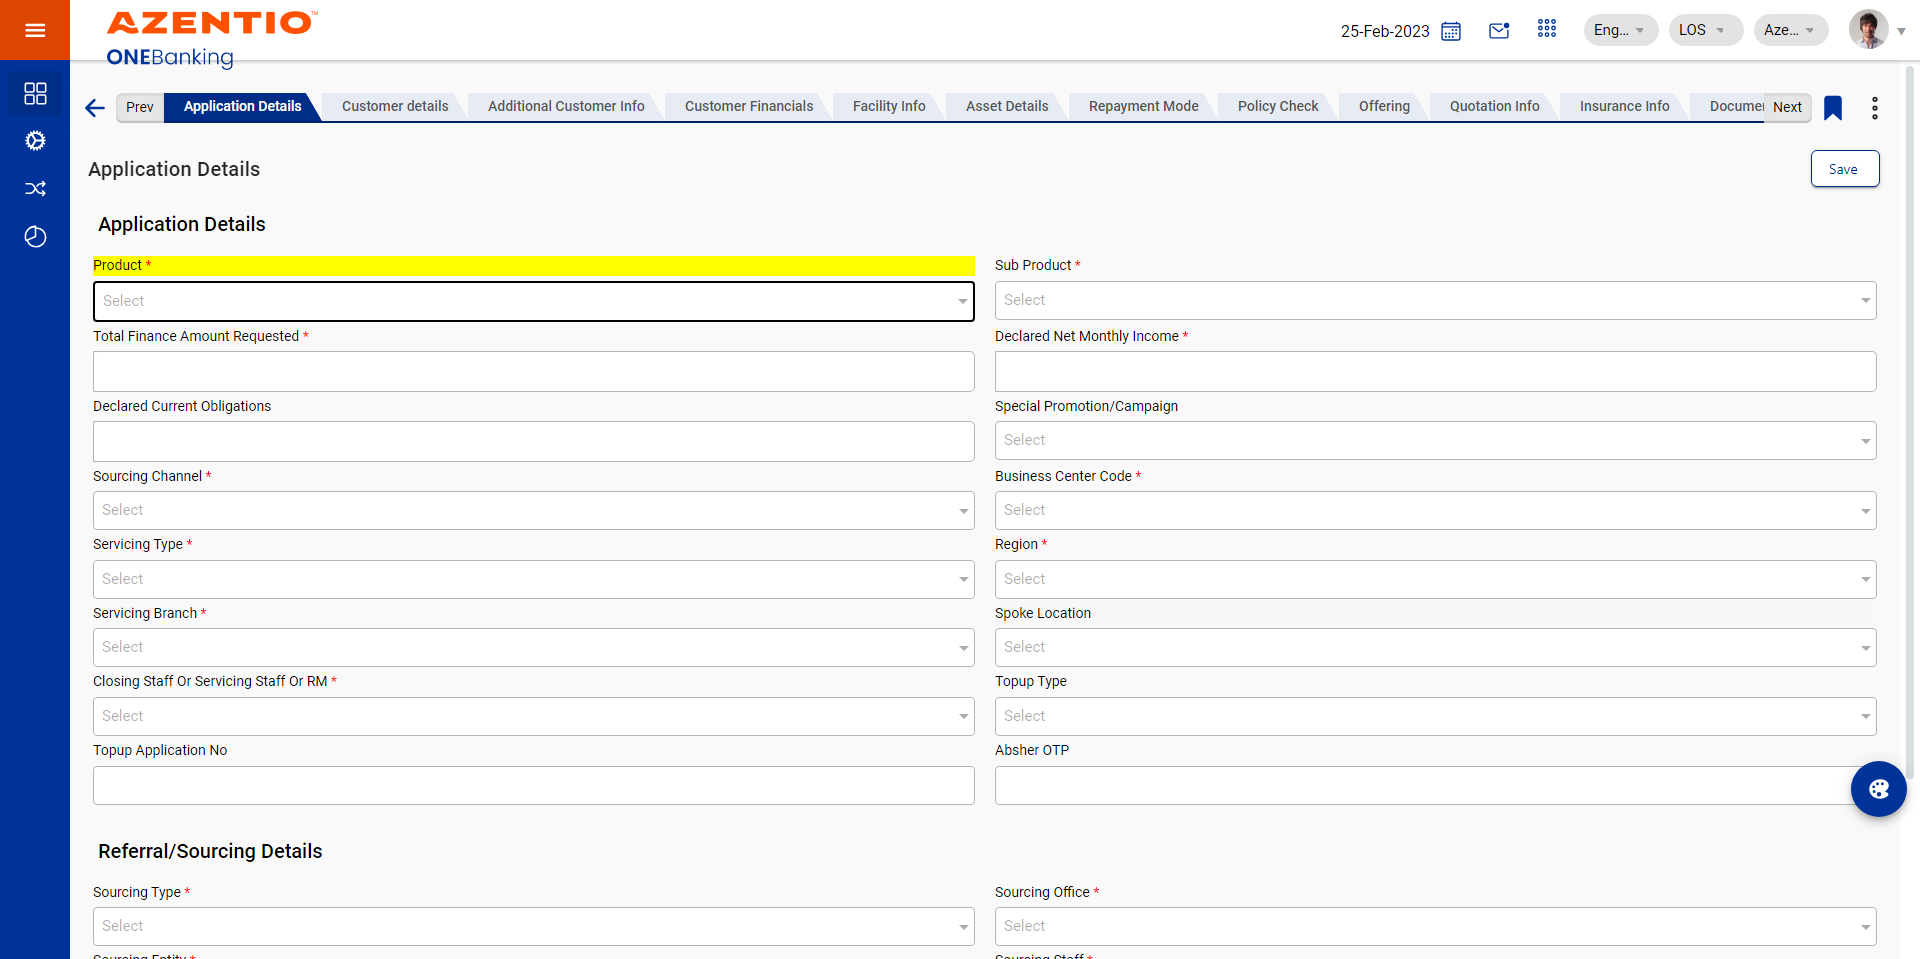 AZENTIO™
ONEBanking
25-Feb-2023
Eng...
LOS
Aze...
Prev
Application Details
Customer details
Additional Customer Info
Customer Financials
Facility Info
Asset Details
Repayment Mode
Policy Check
Offering
Quotation Info
Insurance Info
Documen
Next
Application Details
Save
Application Details
Product *
Sub Product *
Select
Select
Total Finance Amount Requested *
Declared Net Monthly Income *
Declared Current Obligations
Special Promotion/Campaign
Select
Sourcing Channel *
Business Center Code *
Select
Select
Servicing Type *
Region *
Select
Select
Servicing Branch *
Spoke Location
Select
Select
Closing Staff Or Servicing Staff Or RM *
Topup Type
Select
Select
Topup Application No
Absher OTP
Referral/Sourcing Details
Sourcing Type *
Sourcing Office *
Select
Select
Sourcing Entity *
Sourcing Staff *